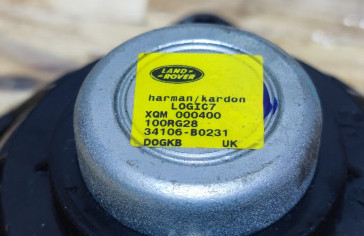 LAND-
ROVER
harman/kardon
LOGIC7
XQM 000400
100RG28
34106-B0231
DOGKB UK